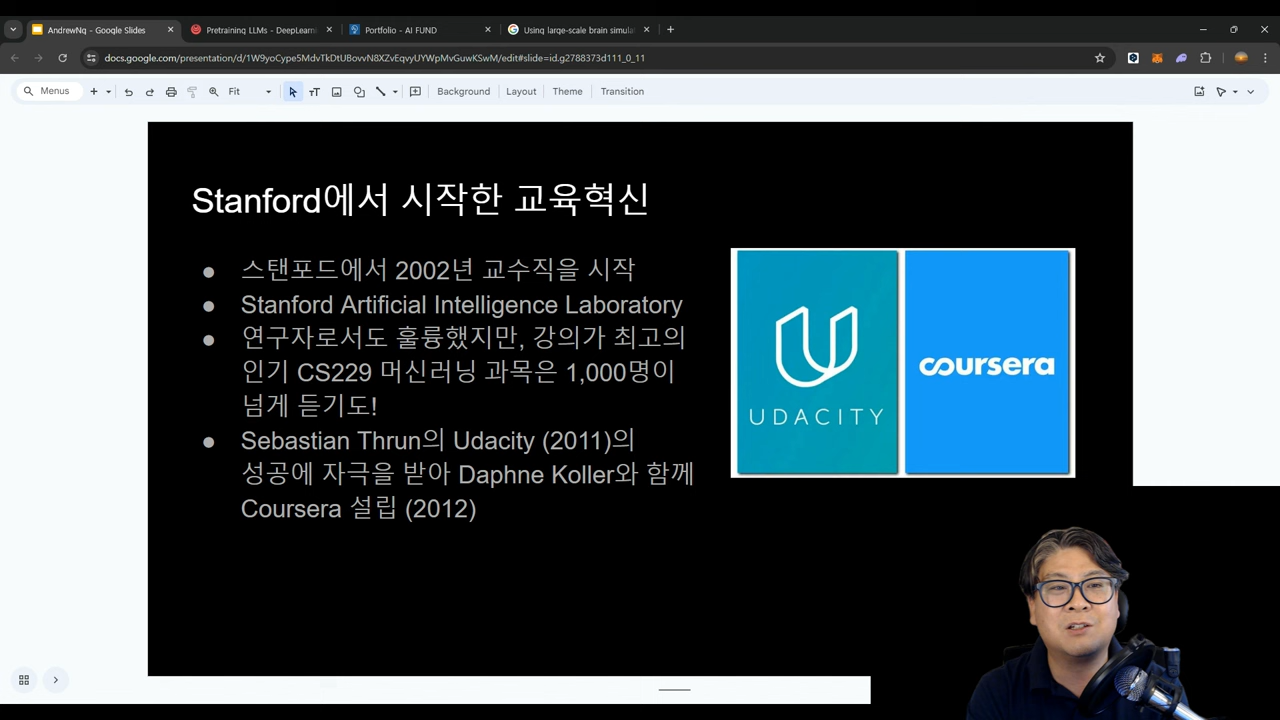 AndrewNg - Google Slides
Pretraining LLMs - DeepLearni
Portfolio - AI FUND
Using large-scale brain simulat
docs.google.com/presentation/d/1W9yoCype5MdvTkDtUBovvN8XZvEqvyUYWpMvGuwKSwM/edit#slide=id.g2788373d111_0_11
Menus
Fit
Background
Layout
Theme
Transition
Stanford에서 시작한 교육혁신
● 스탠포드에서 2002년 교수직을 시작
● Stanford Artificial Intelligence Laboratory
● 연구자로서도 훌륭했지만, 강의가 최고의
인기 CS229 머신러닝 과목은 1,000명이
넘게 듣기도!
● Sebastian Thrun의 Udacity (2011)의
성공에 자극을 받아 Daphne Koller와 함께
Coursera 설립 (2012)
UDACITY
coursera